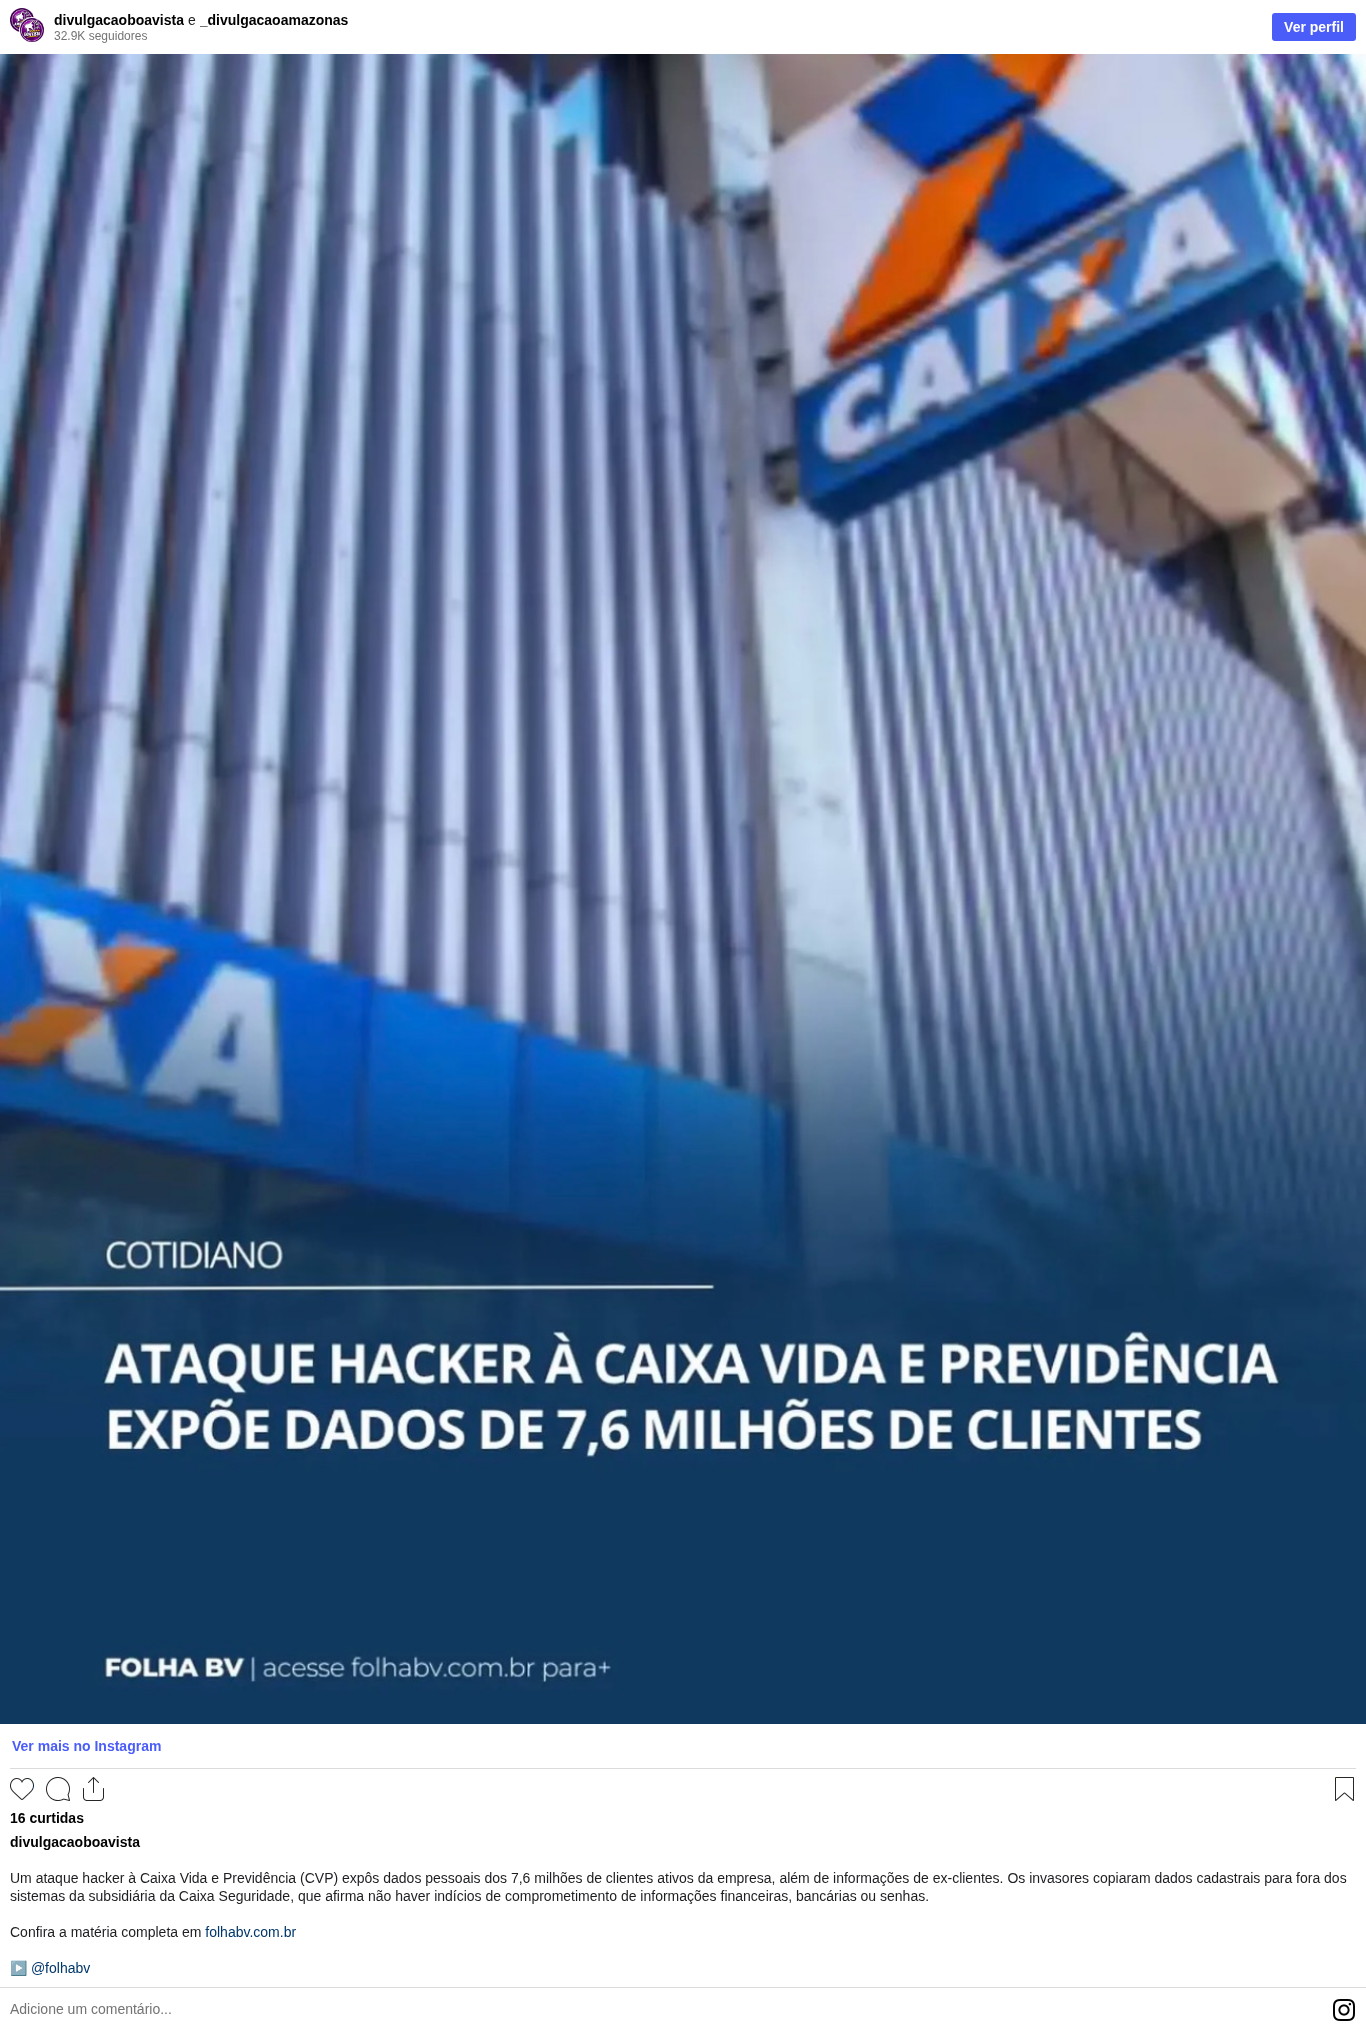 divulgacaoboavista e _divulgacaoamazonas
32.9K seguidores
Ver perfil
CAIXA
XA
COTIDIANO
ATAQUE HACKER À CAIXA VIDA E PREVIDÊNCIA
EXPÕE DADOS DE 7,6 MILHÕES DE CLIENTES
FOLHA BV | acesse folhabv.com.br para+
Ver mais no Instagram
16 curtidas
divulgacaoboavista
Um ataque hacker à Caixa Vida e Previdência (CVP) expôs dados pessoais dos 7,6 milhões de clientes ativos da empresa, além de informações de ex-clientes. Os invasores copiaram dados cadastrais para fora dos
sistemas da subsidiária da Caixa Seguridade, que afirma não haver indícios de comprometimento de informações financeiras, bancárias ou senhas.
Confira a matéria completa em folhabv.com.br
▶️ @folhabv
Adicione um comentário...